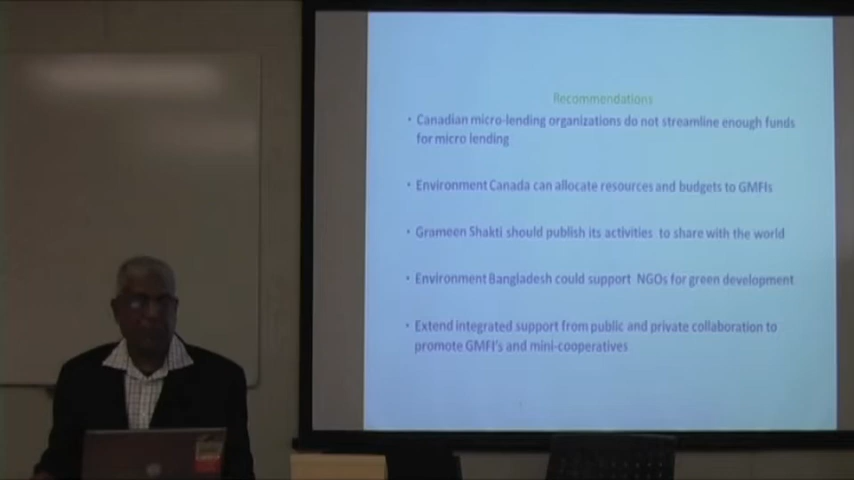 Recommendations
• Canadian micro-lending organizations do not streamline enough funds
for micro lending
• Environment Canada can allocate resources and budgets to GMFIs
• Grameen Shakti should publish its activities to share with the world
• Environment Bangladesh could support NGOs for green development
• Extend integrated support from public and private collaboration to
promote GMFI's and mini-cooperatives